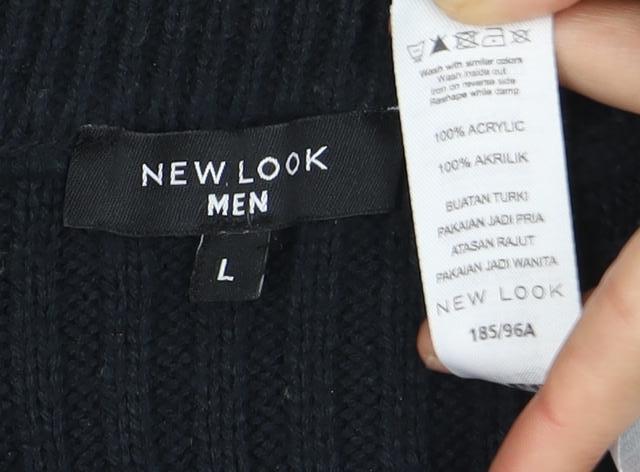 NEW LOOK
MEN
L
Wash with similar colors
Wash inside out
Iron on reverse side
Reshape while damp
100% ACRYLIC
100% AKRILIK
BUATAN TURKI
PAKAIAN JADI PRIA
ATASAN RAJUT
PAKAIAN JADI WANITA
NEW LOOK
185/96A